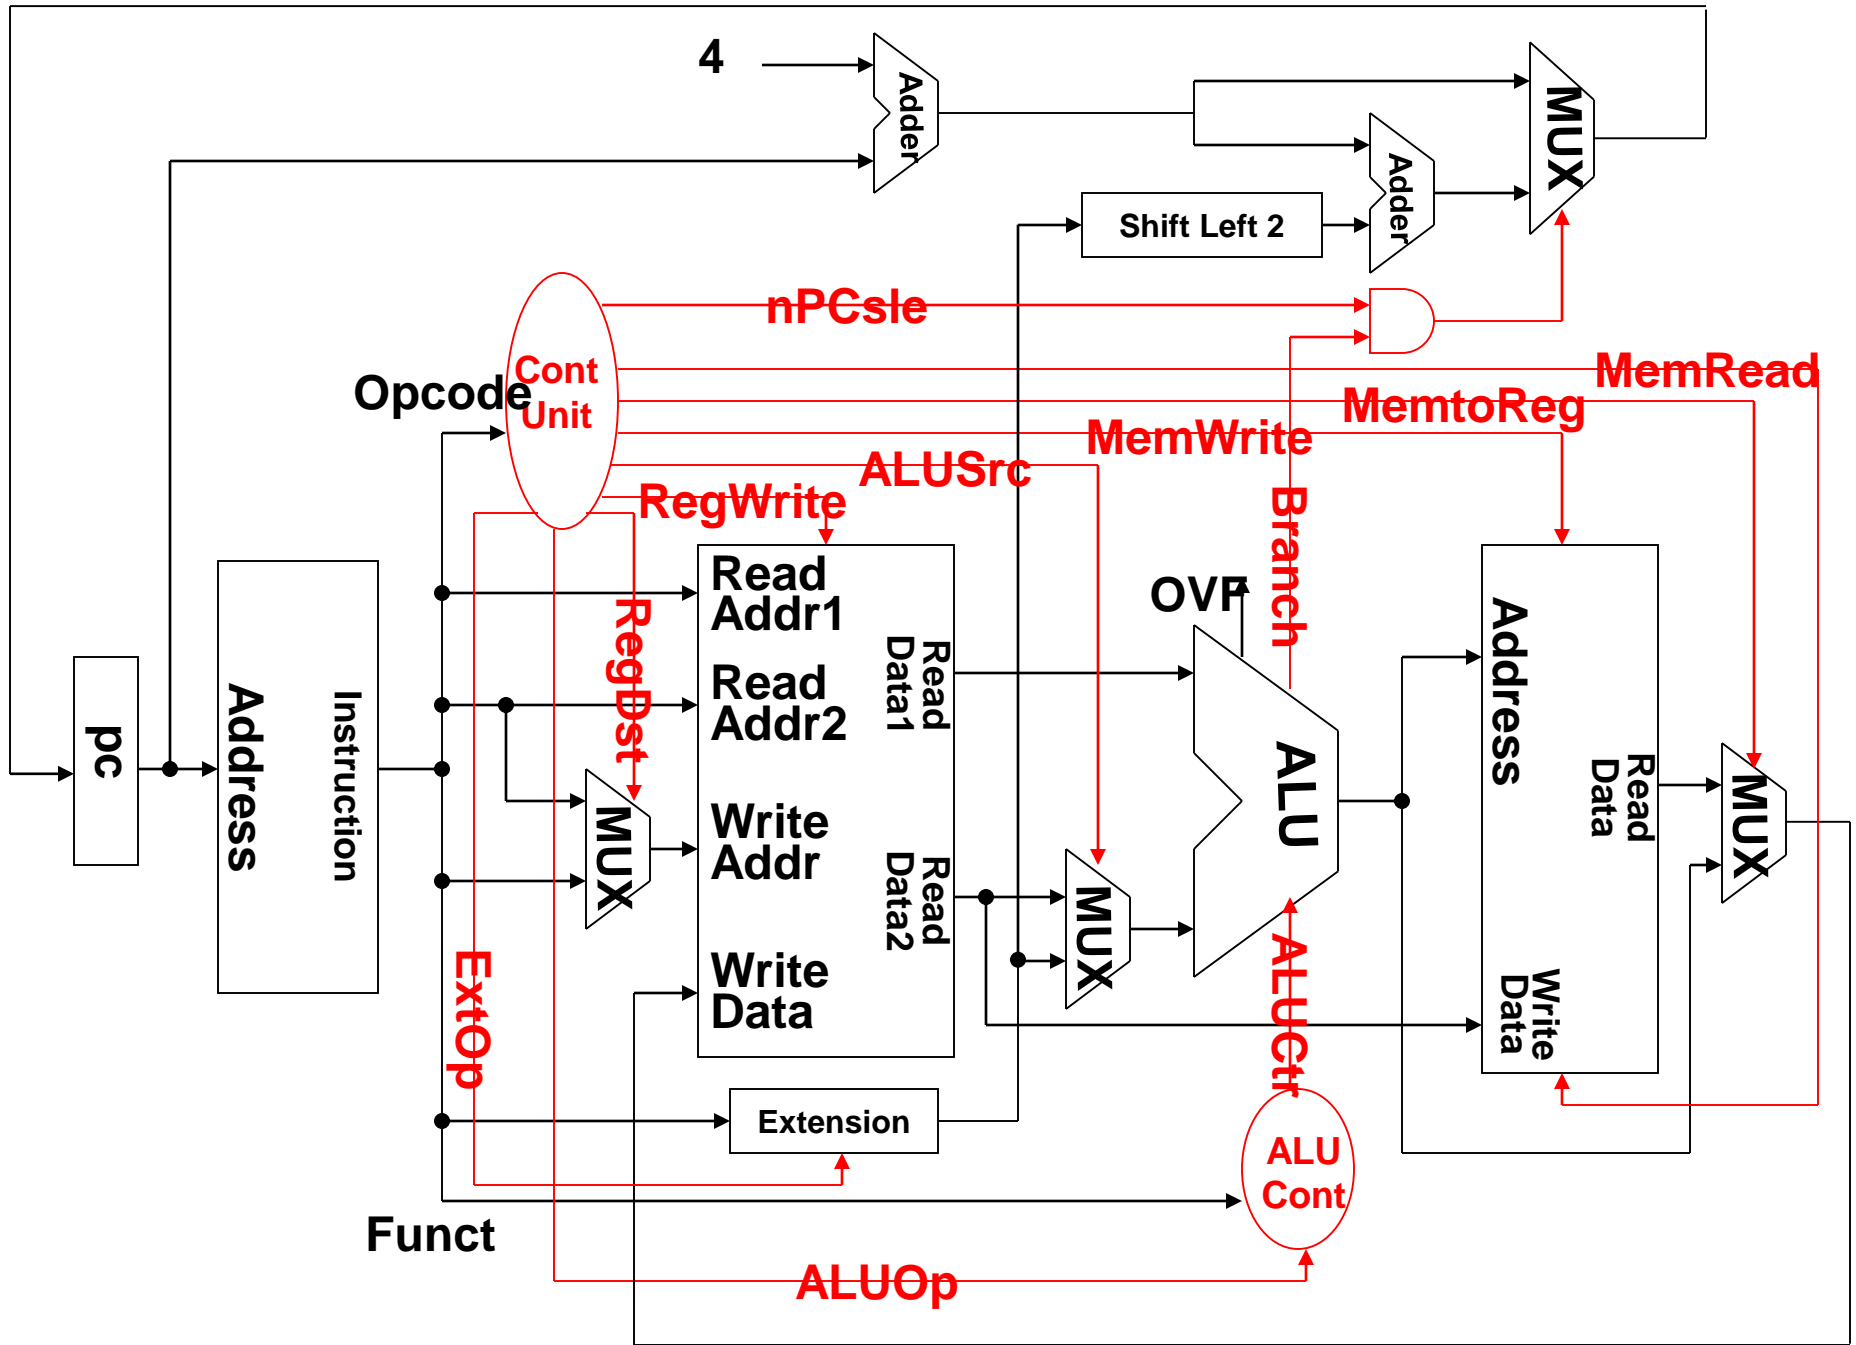 4
Adder
MUX
Adder
Shift Left 2
nPCsle
Cont
Unit
Opcode
MemRead
MemtoReg
MemWrite
ALUSrc
RegWrite
Branch
OVF
Read
Addr1
Read
Data1
RegDst
Read
Addr2
Address
Instruction
pc
Address
ALU
Read
Data
MUX
MUX
Write
Addr
Read
Data2
MUX
Write
Data
ExtOp
ALUCtr
Write
Data
Extension
ALU
Cont
Funct
ALUOp